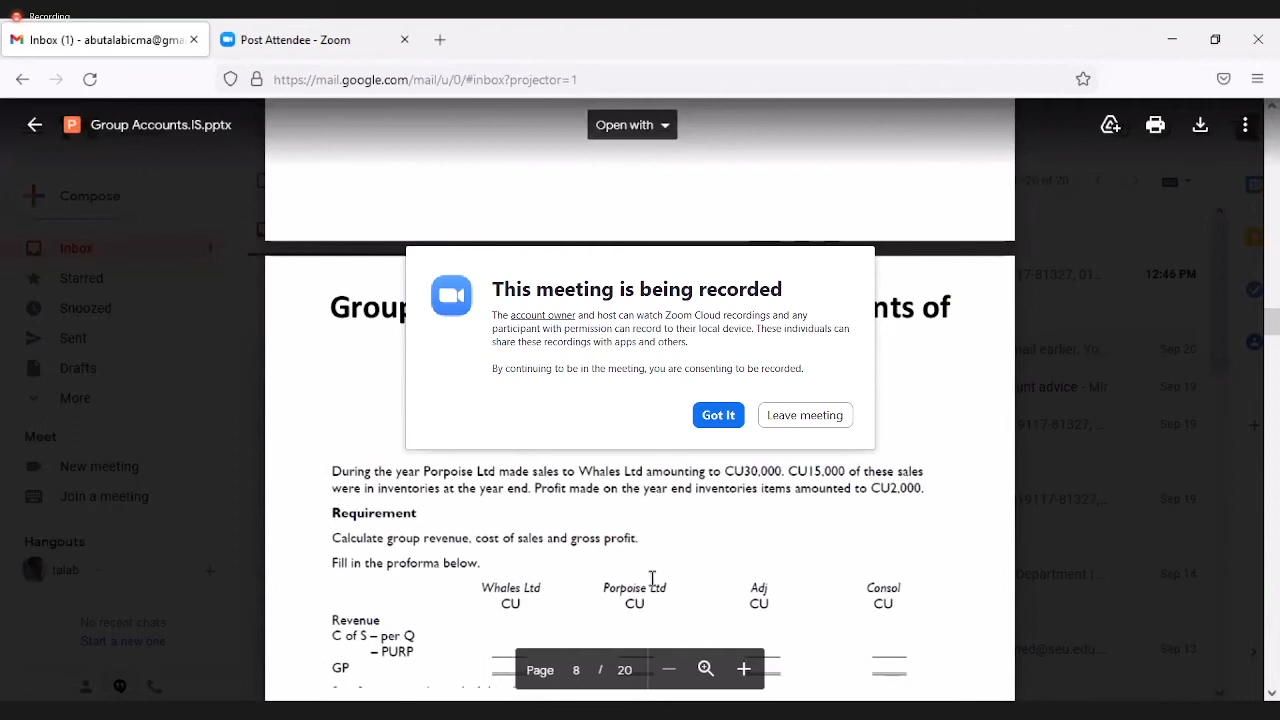 Recording
Inbox (1) - abutalabicma@gma
Post Attendee - Zoom
https://mail.google.com/mail/u/0/#inbox?projector=1
Group Accounts.IS.pptx
Open with
Compose
Inbox
Starred
12:46 PM
Snoozed
Sent
Drafts
More
Sep 20
Sep 19
Meet
New meeting
Join a meeting
Sep 19
Sep 19
Hangouts
talab
Sep 14
No recent chats
Start a new one
Sep 13
Group
nts of
This meeting is being recorded
The account owner and host can watch Zoom Cloud recordings and any
participant with permission can record to their local device. These individuals can
share these recordings with apps and others.
By continuing to be in the meeting, you are consenting to be recorded.
Got It
Leave meeting
During the year Porpoise Ltd made sales to Whales Ltd amounting to CU30,000. CU15,000 of these sales
were in inventories at the year end. Profit made on the year end inventories items amounted to CU2,000.
Requirement
Calculate group revenue, cost of sales and gross profit.
Fill in the proforma below.
Whales Ltd Porpoise Ltd Adj Consol
CU CU CU CU
Revenue
C of S – per Q
– PURP
GP
Page 8 / 20